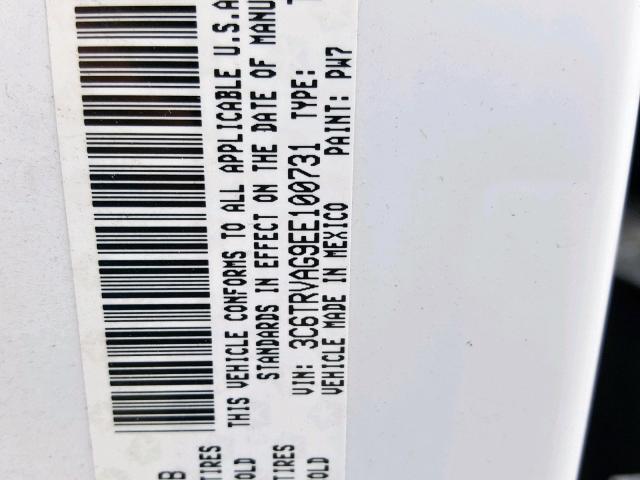 THIS VEHICLE CONFORMS TO ALL APPLICABLE U.S.A
STANDARDS IN EFFECT ON THE DATE OF MANU
VIN: 3C6TRVAG9EE100731 TYPE:
VEHICLE MADE IN MEXICO PAINT: PW7
B
TIRES
OLD
TIRES
OLD